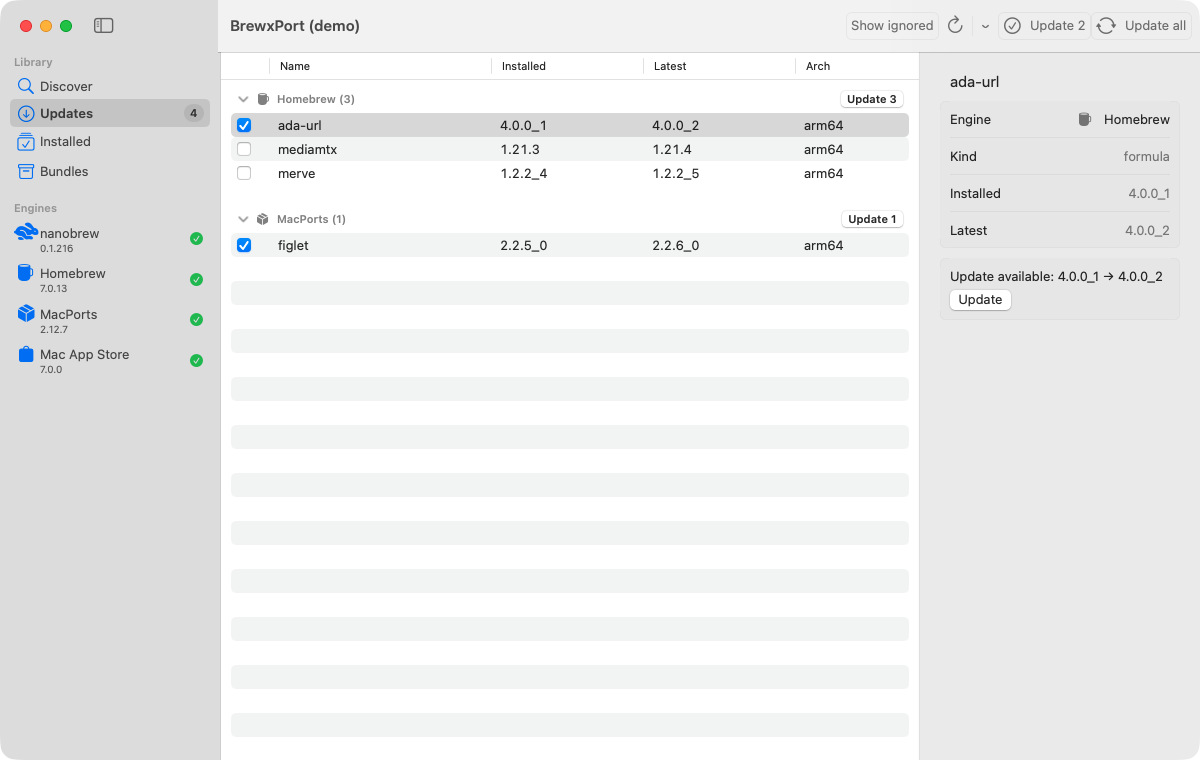 BrewxPort (demo)
Show ignored
Update 2
Update all
Library
Discover
Updates 4
Installed
Bundles
Engines
nanobrew
0.1.216
Homebrew
7.0.13
MacPorts
2.12.7
Mac App Store
7.0.0
Name Installed Latest Arch
Homebrew (3) Update 3
ada-url 4.0.0_1 4.0.0_2 arm64
mediamtx 1.21.3 1.21.4 arm64
merve 1.2.2_4 1.2.2_5 arm64
MacPorts (1) Update 1
figlet 2.2.5_0 2.2.6_0 arm64
ada-url
Engine Homebrew
Kind formula
Installed 4.0.0_1
Latest 4.0.0_2
Update available: 4.0.0_1 → 4.0.0_2
Update